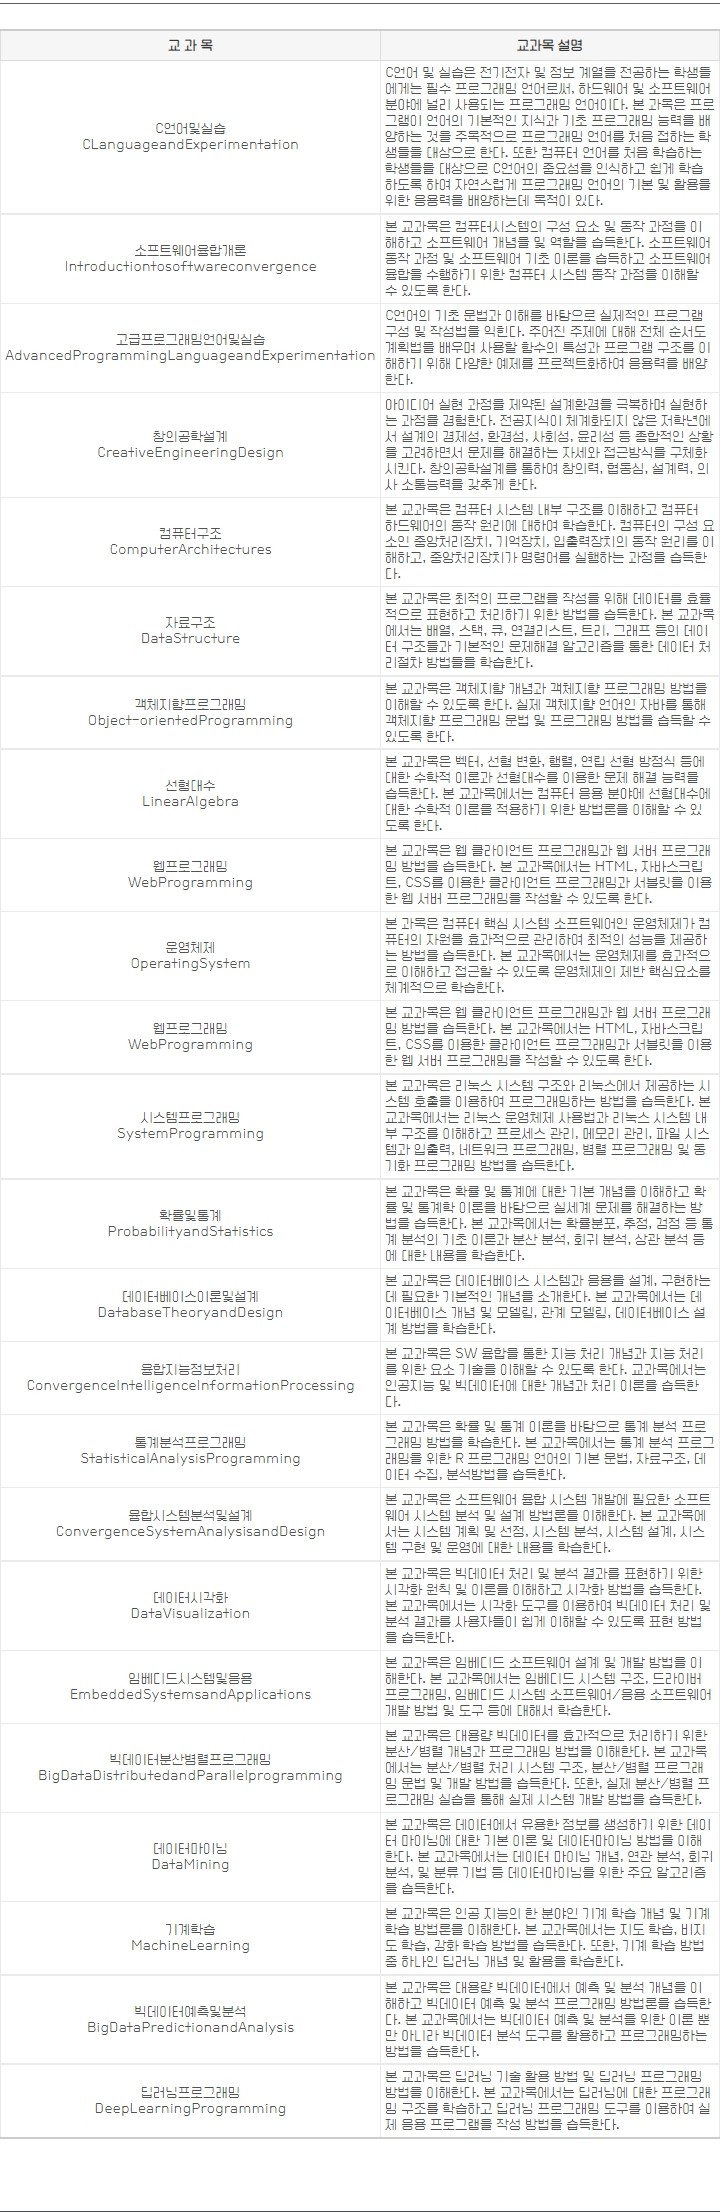 교 과 목
교과목 설명
C언어및실습
CLanguageandExperimentation
C언어 및 실습은 전기전자 및 정보 계열을 전공하는 학생들
에게는 필수 프로그래밍 언어로써, 하드웨어 및 소프트웨어
분야에 널리 사용되는 프로그래밍 언어이다. 본 과목은 프로
그램이 언어의 기본적인 지식과 기초 프로그래밍 능력을 배
양하는 것을 주목적으로 프로그래밍 언어를 처음 접하는 학
생들을 대상으로 한다. 또한 컴퓨터 언어를 처음 학습하는
학생들을 대상으로 C언어의 중요성을 인식하고 쉽게 학습
하도록 하여 자연스럽게 프로그래밍 언어의 기본 및 활용을
위한 응용력을 배양하는데 목적이 있다.
소프트웨어융합개론
Introductiontosoftwareconvergence
본 교과목은 컴퓨터시스템의 구성 요소 및 동작 과정을 이
해하고 소프트웨어 개념을 및 역할을 습득한다. 소프트웨어
동작 과정 및 소프트웨어 기초 이론을 습득하고 소프트웨어
융합을 수행하기 위한 컴퓨터 시스템 동작 과정을 이해할
수 있도록 한다.
고급프로그래밍언어및실습
AdvancedProgrammingLanguageandExperimentation
C언어의 기초 문법과 이해를 바탕으로 실제적인 프로그램
구성 및 작성법을 익힌다. 주어진 주제에 대해 전체 순서도
계획법을 배우며 사용할 함수의 특성과 프로그램 구조를 이
해하기 위해 다양한 예제를 프로젝트화하여 응용력을 배양
한다.
창의공학설계
CreativeEngineeringDesign
아이디어 실현 과정을 제약된 설계환경을 극복하며 실현하
는 과정을 경험한다. 전공지식이 체계화되지 않은 저학년에
서 설계의 경제성, 환경성, 사회성, 윤리성 등 종합적인 상황
을 고려하면서 문제를 해결하는 자세와 접근방식을 구체화
시킨다. 창의공학설계를 통하여 창의력, 협동심, 설계력, 의
사 소통능력을 갖추게 한다.
컴퓨터구조
ComputerArchitectures
본 교과목은 컴퓨터 시스템 내부 구조를 이해하고 컴퓨터
하드웨어의 동작 원리에 대하여 학습한다. 컴퓨터의 구성 요
소인 중앙처리장치, 기억장치, 입출력장치의 동작 원리를 이
해하고, 중앙처리장치가 명령어를 실행하는 과정을 습득한
다.
자료구조
DataStructure
본 교과목은 최적의 프로그램을 작성을 위해 데이터를 효율
적으로 표현하고 처리하기 위한 방법을 습득한다. 본 교과목
에서는 배열, 스택, 큐, 연결리스트, 트리, 그래프 등의 데이
터 구조들과 기본적인 문제해결 알고리즘을 통한 데이터 처
리절차 방법들을 학습한다.
객체지향프로그래밍
Object-orientedProgramming
본 교과목은 객체지향 개념과 객체지향 프로그래밍 방법을
이해할 수 있도록 한다. 실제 객체지향 언어인 자바를 통해
객체지향 프로그래밍 문법 및 프로그래밍 방법을 습득할 수
있도록 한다.
선형대수
LinearAlgebra
본 교과목은 벡터, 선형 변환, 행렬, 연립 선형 방정식 등에
대한 수학적 이론과 선형대수를 이용한 문제 해결 능력을
습득한다. 본 교과목에서는 컴퓨터 응용 분야에 선형대수에
대한 수학적 이론을 적용하기 위한 방법론을 이해할 수 있
도록 한다.
웹프로그래밍
WebProgramming
본 교과목은 웹 클라이언트 프로그래밍과 웹 서버 프로그래
밍 방법을 습득한다. 본 교과목에서는 HTML, 자바스크립
트, CSS를 이용한 클라이언트 프로그래밍과 서블릿을 이용
한 웹 서버 프로그래밍을 작성할 수 있도록 한다.
운영체제
OperatingSystem
본 과목은 컴퓨터 핵심 시스템 소프트웨어인 운영체제가 컴
퓨터의 자원을 효과적으로 관리하여 최적의 성능을 제공하
는 방법을 습득한다. 본 교과목에서는 운영체제를 효과적으
로 이해하고 접근할 수 있도록 운영체제의 제반 핵심요소를
체계적으로 학습한다.
웹프로그래밍
WebProgramming
본 교과목은 웹 클라이언트 프로그래밍과 웹 서버 프로그래
밍 방법을 습득한다. 본 교과목에서는 HTML, 자바스크립
트, CSS를 이용한 클라이언트 프로그래밍과 서블릿을 이용
한 웹 서버 프로그래밍을 작성할 수 있도록 한다.
시스템프로그래밍
SystemProgramming
본 교과목은 리눅스 시스템 구조와 리눅스에서 제공하는 시
스템 호출을 이용하여 프로그래밍하는 방법을 습득한다. 본
교과목에서는 리눅스 운영체제 사용법과 리눅스 시스템 내
부 구조를 이해하고 프로세스 관리, 메모리 관리, 파일 시스
템과 입출력, 네트워크 프로그래밍, 병렬 프로그래밍 및 동
기화 프로그래밍 방법을 습득한다.
확률및통계
ProbabilityandStatistics
본 교과목은 확률 및 통계에 대한 기본 개념을 이해하고 확
률 및 통계학 이론을 바탕으로 실세계 문제를 해결하는 방
법을 습득한다. 본 교과목에서는 확률분포, 추정, 검정 등 통
계 분석의 기초 이론과 분산 분석, 회귀 분석, 상관 분석 등
에 대한 내용을 학습한다.
데이터베이스이론및설계
DatabaseTheoryandDesign
본 교과목은 데이터베이스 시스템과 응용를 설계, 구현하는
데 필요한 기본적인 개념을 소개한다. 본 교과목에서는 데
이터베이스 개념 및 모델링, 관계 모델링, 데이터베이스 설
계 방법을 학습한다.
융합지능정보처리
ConvergenceIntelligenceInformationProcessing
본 교과목은 SW 융합을 통한 지능 처리 개념과 지능 처리
를 위한 요소 기술을 이해할 수 있도록 한다. 교과목에서는
인공지능 및 빅데이터에 대한 개념과 처리 이론을 습득한
다.
통계분석프로그래밍
StatisticalAnalysisProgramming
본 교과목은 확률 및 통계 이론을 바탕으로 통계 분석 프로
그래밍 방법을 학습한다. 본 교과목에서는 통계 분석 프로그
래밍을 위한 R 프로그래밍 언어의 기본 문법, 자료구조, 데
이터 수집, 분석방법을 습득한다.
융합시스템분석및설계
ConvergenceSystemAnalysisandDesign
본 교과목은 소프트웨어 융합 시스템 개발에 필요한 소프트
웨어 시스템 분석 및 설계 방법론을 이해한다. 본 교과목에
서는 시스템 계획 및 선정, 시스템 분석, 시스템 설계, 시스
템 구현 및 운영에 대한 내용을 학습한다.
데이터시각화
DataVisualization
본 교과목은 빅데이터 처리 및 분석 결과를 표현하기 위한
시각화 원칙 및 이론을 이해하고 시각화 방법을 습득한다.
본 교과목에서는 시각화 도구를 이용하여 빅데이터 처리 및
분석 결과를 사용자들이 쉽게 이해할 수 있도록 표현 방법
을 습득한다.
임베디드시스템및응용
EmbeddedSystemsandApplications
본 교과목은 임베디드 소프트웨어 설계 및 개발 방법을 이
해한다. 본 교과목에서는 임베디드 시스템 구조, 드라이버
프로그래밍, 임베디드 시스템 소프트웨어/응용 소프트웨어
개발 방법 및 도구 등에 대해서 학습한다.
빅데이터분산병렬프로그래밍
BigDataDistributedandParallelprogramming
본 교과목은 대용량 빅데이터를 효과적으로 처리하기 위한
분산/병렬 개념과 프로그래밍 방법을 이해한다. 본 교과목
에서는 분산/병렬 처리 시스템 구조, 분산/병렬 프로그래
밍 문법 및 개발 방법을 습득한다. 또한, 실제 분산/병렬 프
로그래밍 실습을 통해 실제 시스템 개발 방법을 습득한다.
데이터마이닝
DataMining
본 교과목은 데이터에서 유용한 정보를 생성하기 위한 데이
터 마이닝에 대한 기본 이론 및 데이터마이닝 방법을 이해
한다. 본 교과목에서는 데이터 마이닝 개념, 연관 분석, 회귀
분석, 및 분류 기법 등 데이터마이닝을 위한 주요 알고리즘
을 습득한다.
기계학습
MachineLearning
본 교과목은 인공 지능의 한 분야인 기계 학습 개념 및 기계
학습 방법론을 이해한다. 본 교과목에서는 지도 학습, 비지
도 학습, 강화 학습 방법을 습득한다. 또한, 기계 학습 방법
중 하나인 딥러닝 개념 및 활용을 학습한다.
빅데이터예측및분석
BigDataPredictionandAnalysis
본 교과목은 대용량 빅데이터에서 예측 및 분석 개념을 이
해하고 빅데이터 예측 및 분석 프로그래밍 방법론을 습득한
다. 본 교과목에서는 빅데이터 예측 및 분석을 위한 이론 뿐
만 아니라 빅데이터 분석 도구를 활용하고 프로그래밍하는
방법을 습득한다.
딥러닝프로그래밍
DeepLearningProgramming
본 교과목은 딥러닝 기술 활용 방법 및 딥러닝 프로그래밍
방법을 이해한다. 본 교과목에서는 딥러닝에 대한 프로그래
밍 구조를 학습하고 딥러닝 프로그래밍 도구를 이용하여 실
제 응용 프로그램을 작성 방법을 습득한다.